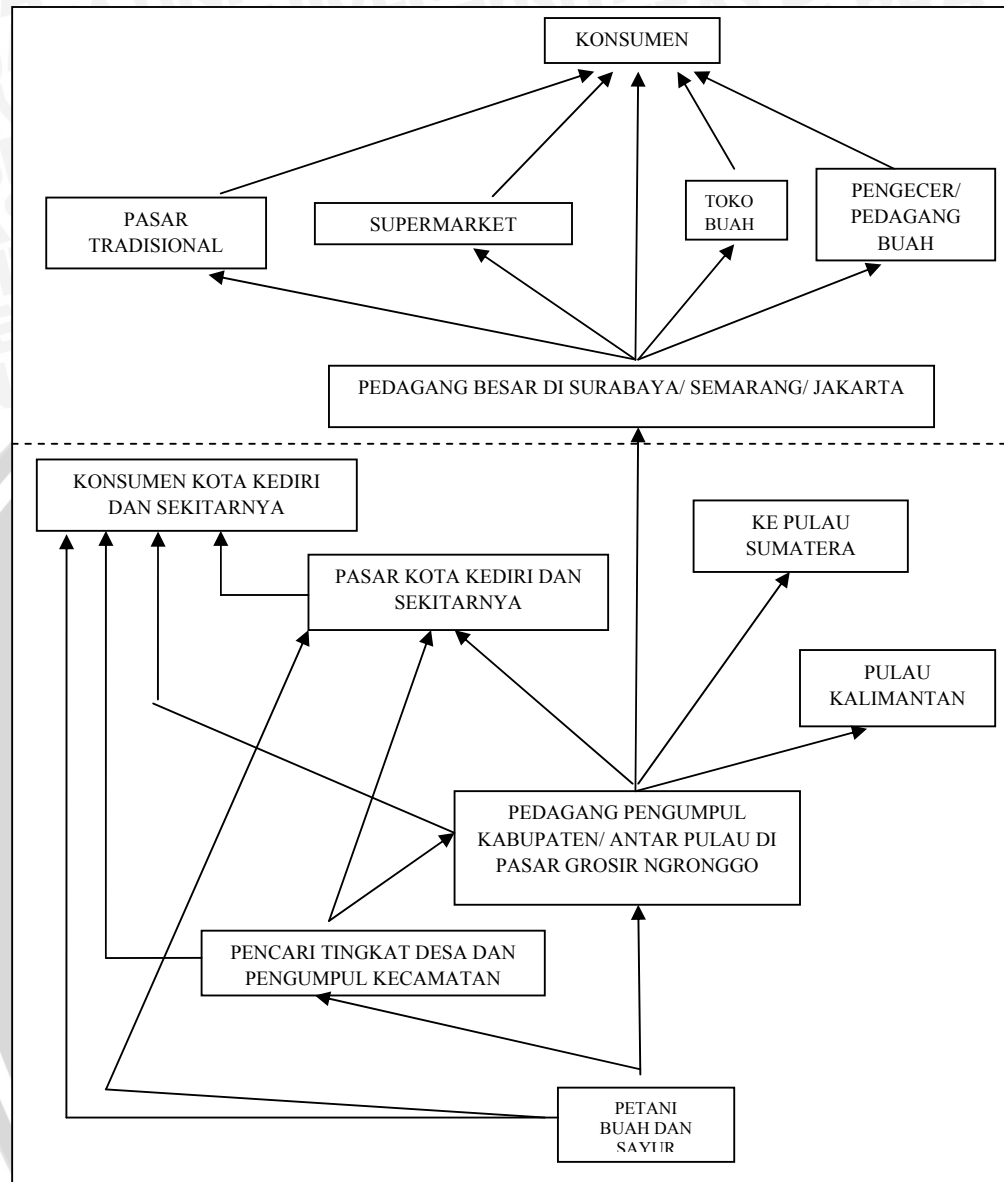 KONSUMEN
PASAR
TRADISIONAL
SUPERMARKET
TOKO
BUAH
PENGECER/
PEDAGANG
BUAH
PEDAGANG BESAR DI SURABAYA/ SEMARANG/ JAKARTA
KONSUMEN KOTA KEDIRI
DAN SEKITARNYA
KE PULAU
SUMATERA
PASAR KOTA KEDIRI DAN
SEKITARNYA
PULAU
KALIMANTAN
PEDAGANG PENGUMPUL
KABUPATEN/ ANTAR PULAU DI
PASAR GROSIR NGRONGGO
PENCARI TINGKAT DESA DAN
PENGUMPUL KECAMATAN
PETANI
BUAH DAN
SAYUR